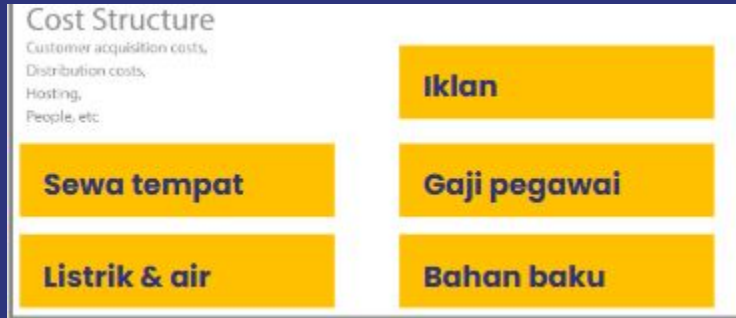 Cost Structure
Customer acquisition costs,
Distribution costs,
Hosting,
People, etc
Iklan
Sewa tempat
Gaji pegawai
Listrik & air
Bahan baku